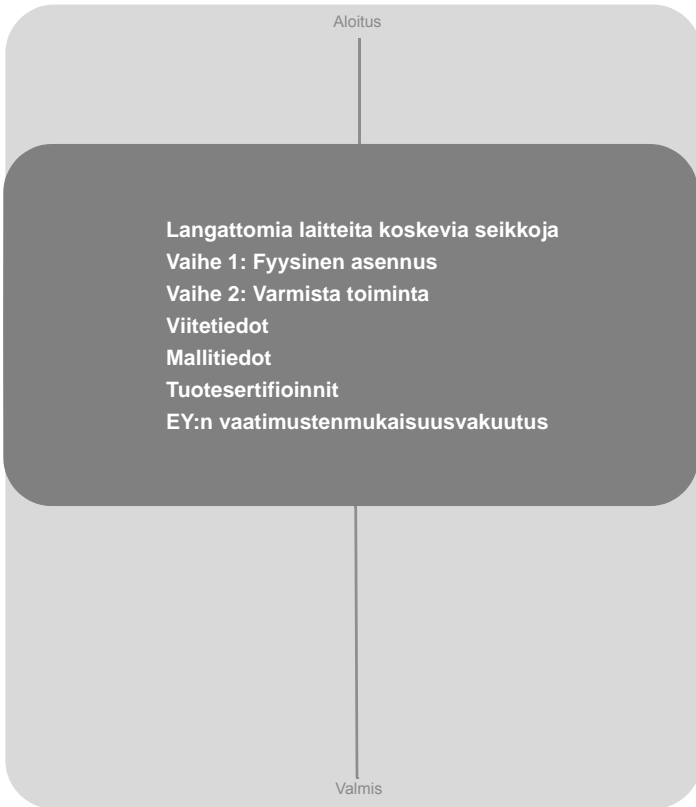 Aloitus
Langattomia laitteita koskevia seikkoja
Vaihe 1: Fyysinen asennus
Vaihe 2: Varmista toiminta
Viitetiedot
Mallitiedot
Tuotesertifioinnit
EY:n vaatimustenmukaisuusvakuutus
Valmis